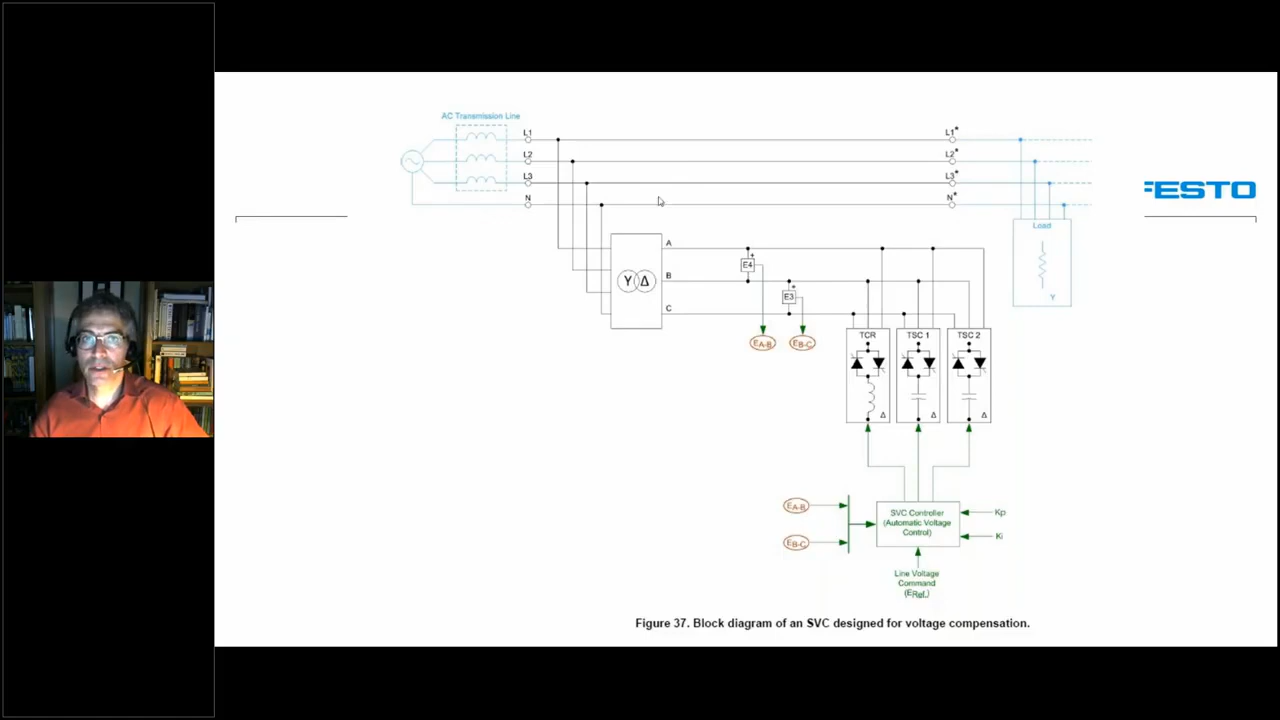 AC Transmission Line
L1
L1*
L2
L2*
L3
L3*
N
N*
FESTO
Load
Y
A
B
C
Y Δ
+
E4
+
E3
EA-B
EB-C
TCR
TSC 1
TSC 2
Δ
Δ
Δ
EA-B
EB-C
SVC Controller
(Automatic Voltage
Control)
Kp
Ki
Line Voltage
Command
(ERef.)
Figure 37. Block diagram of an SVC designed for voltage compensation.